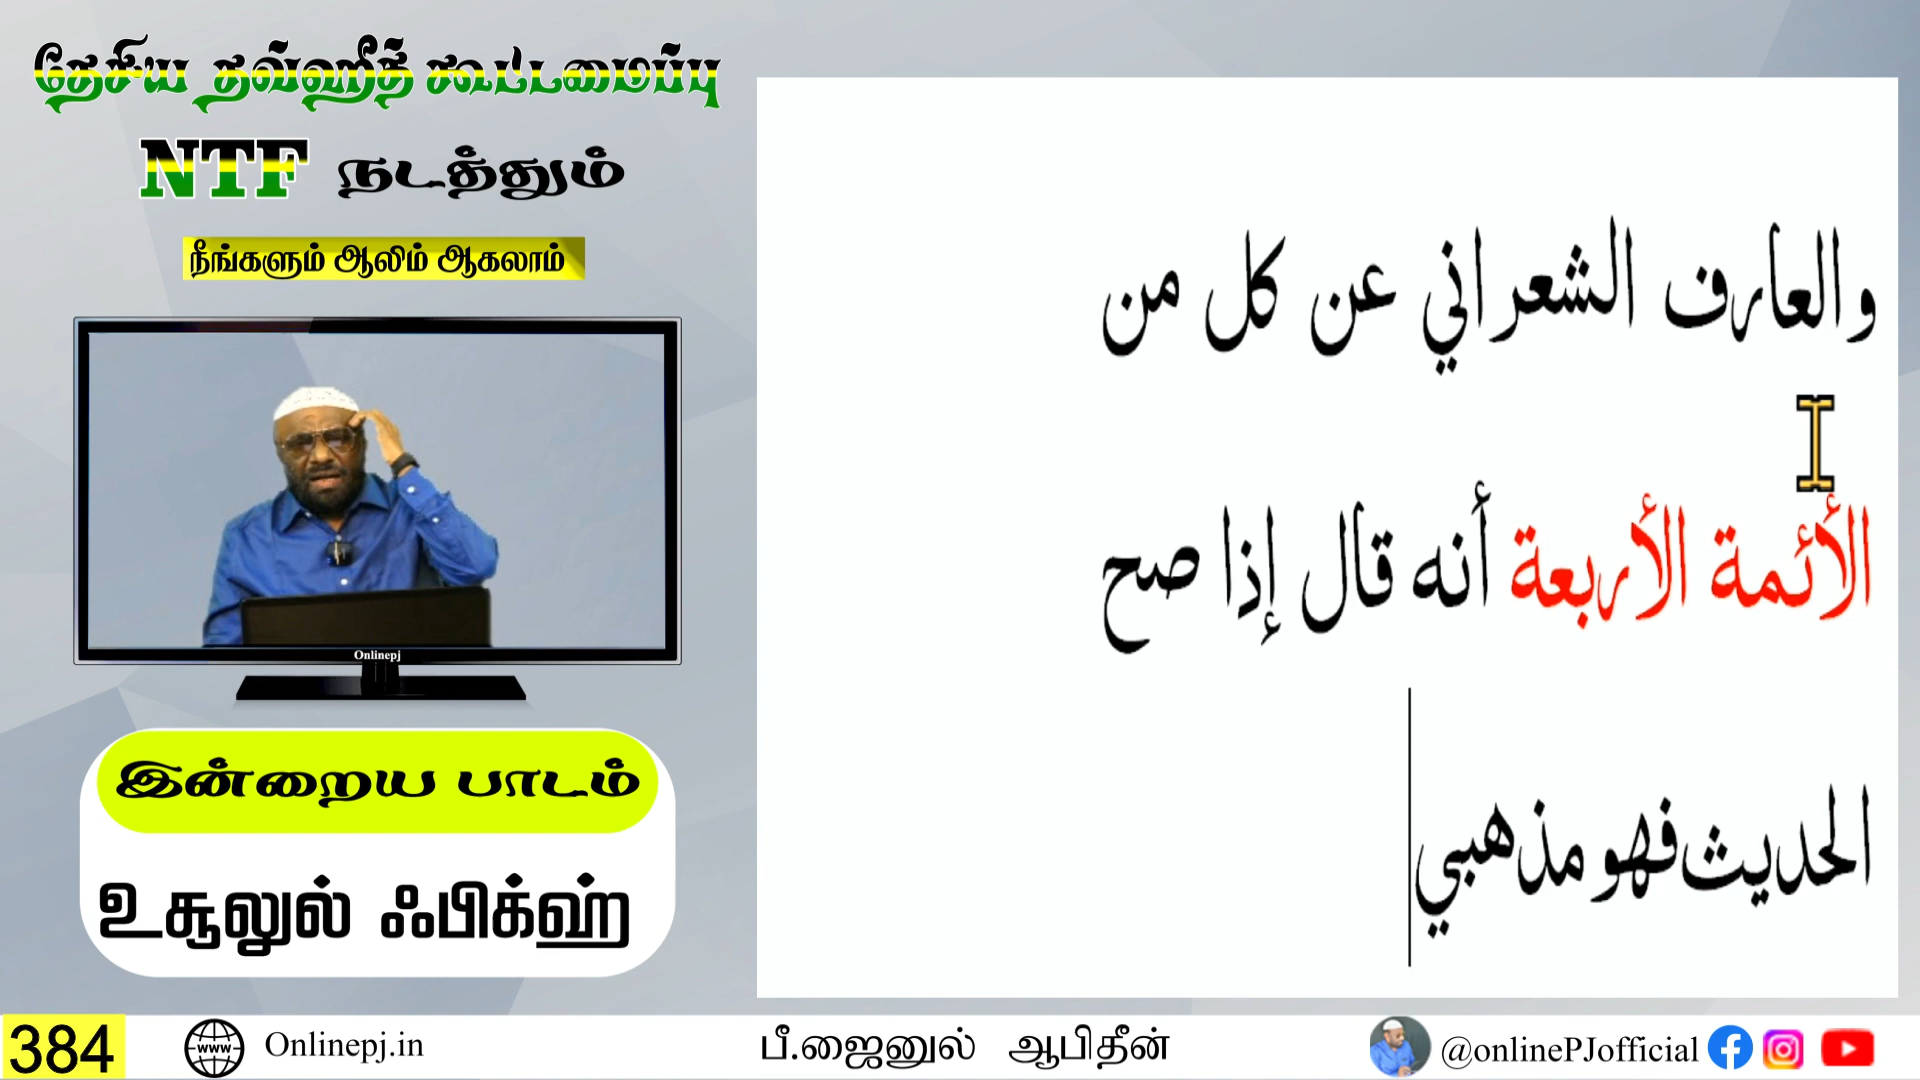 தேசிய தவ்ஹீத் கூட்டமைப்பு
NTF நடத்தும்
நீங்களும் ஆலிம் ஆகலாம்
Onlinepj
இன்றைய பாடம்
உசூலுல் ஃபிக்ஹ்
والعارف الشعراني عن كل من
الأئمة الأربعة أنه قال إذا صح
الحديث فهو مذهبي
384
www
Onlinepj.in
பீ.ஜைனுல் ஆபிதீன்
@onlinePJofficial